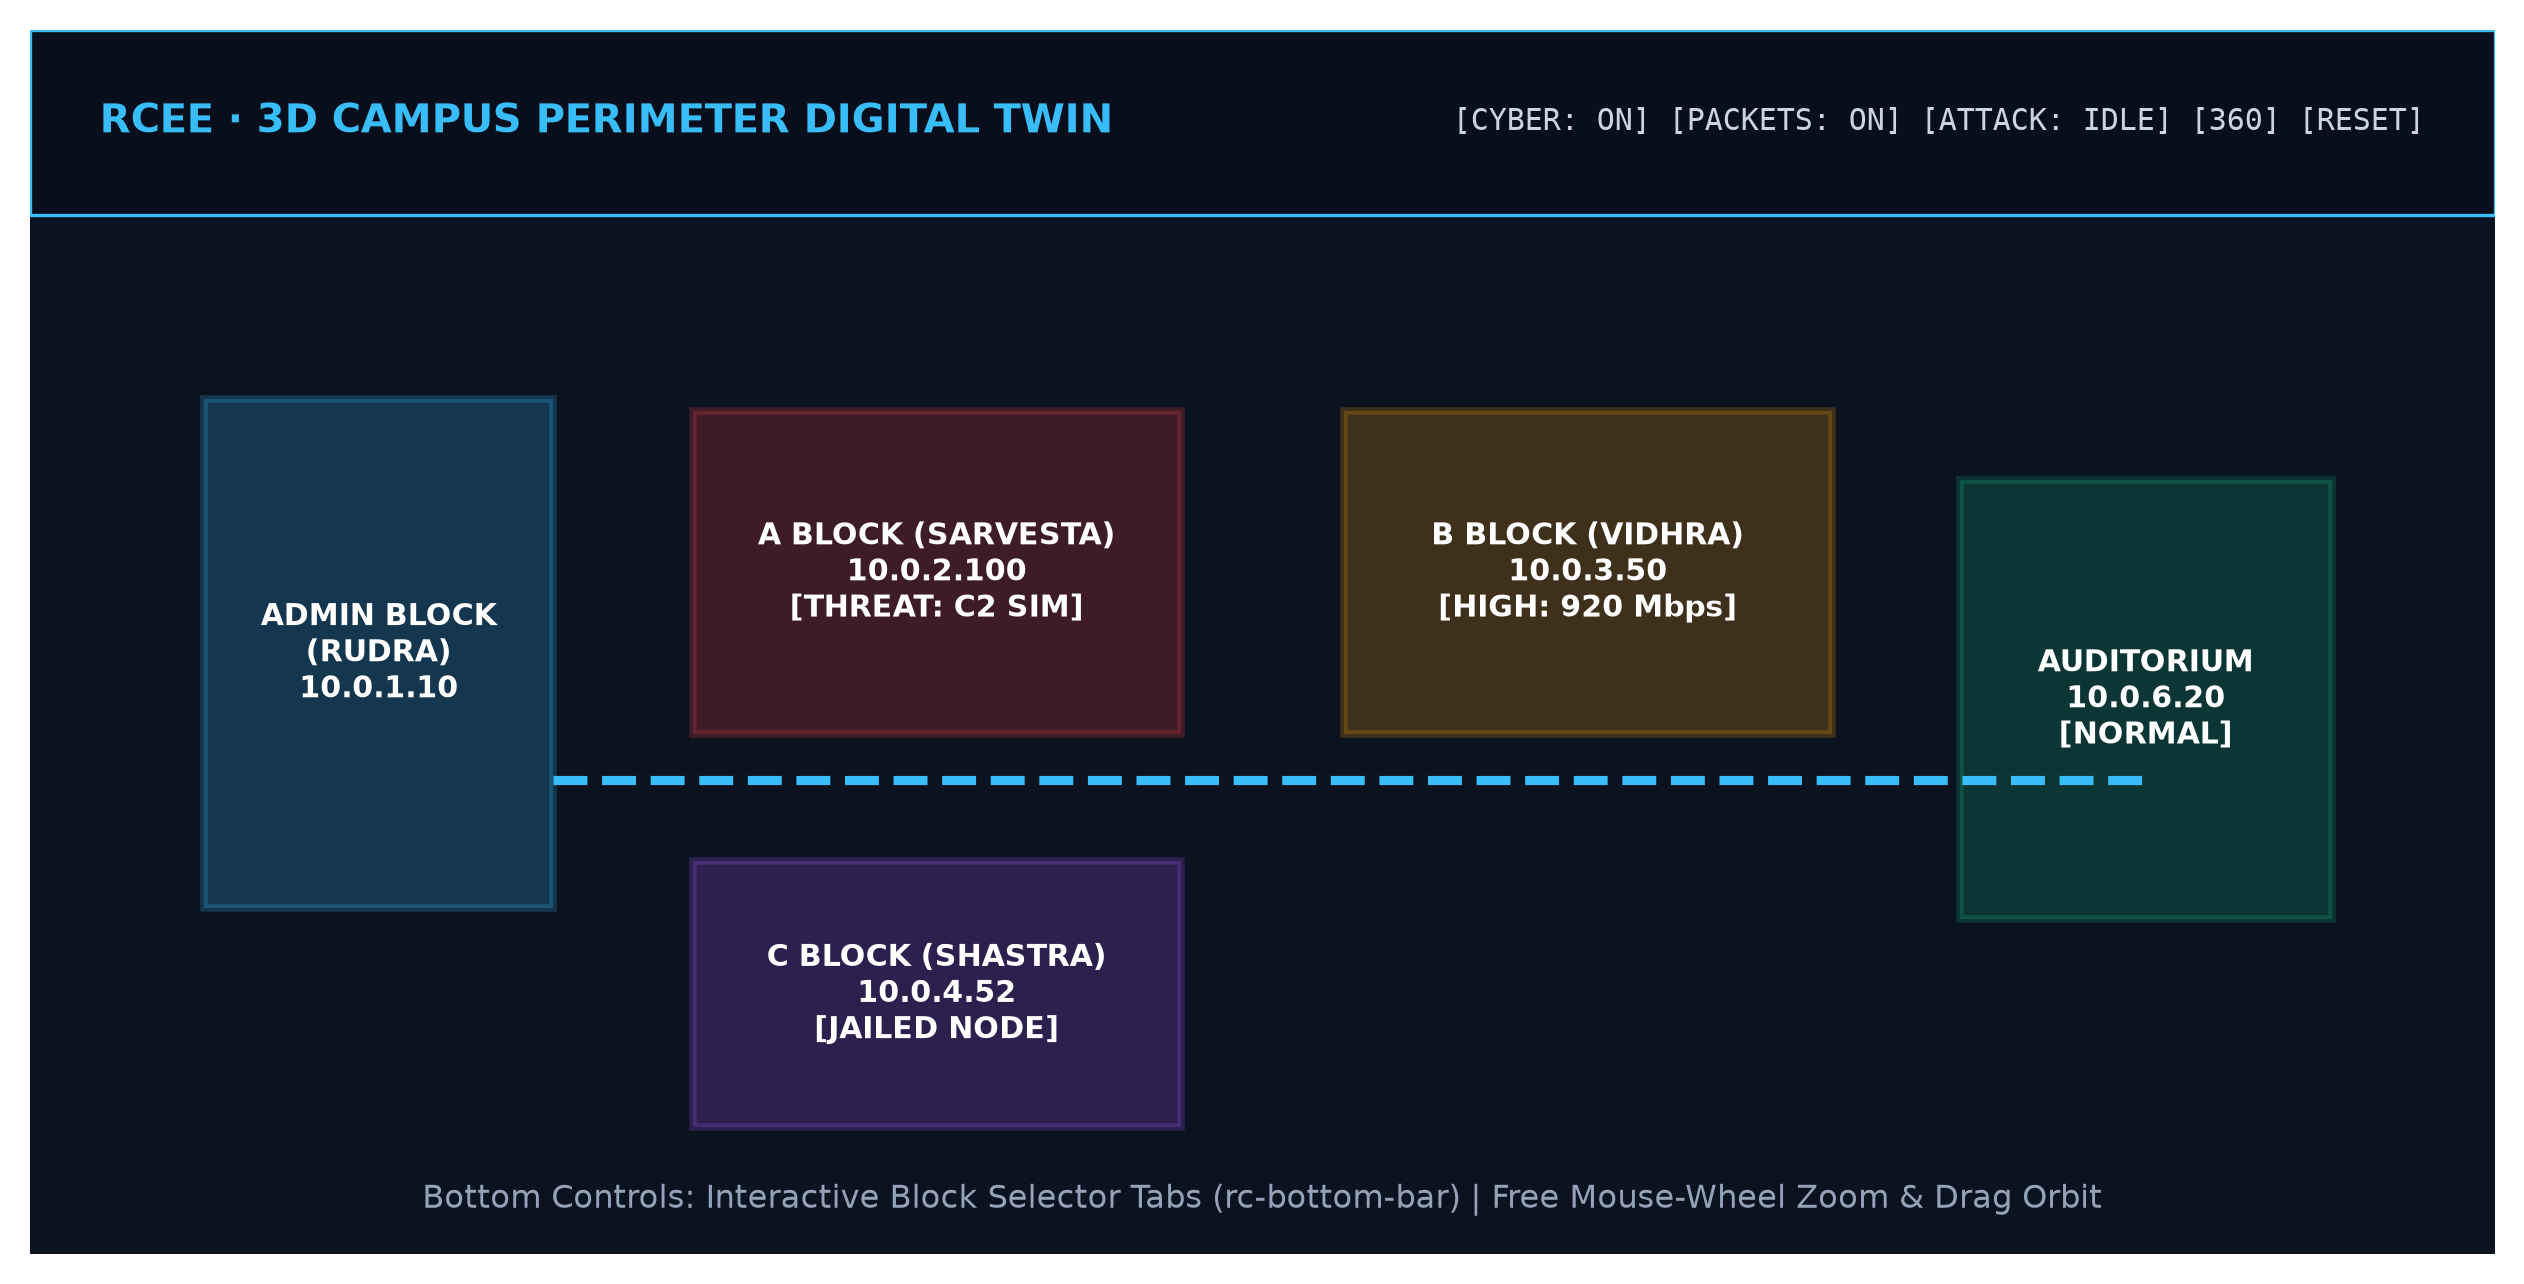 RCEE · 3D CAMPUS PERIMETER DIGITAL TWIN
[CYBER: ON] [PACKETS: ON] [ATTACK: IDLE] [360] [RESET]
ADMIN BLOCK
(RUDRA)
10.0.1.10
A BLOCK (SARVESTA)
10.0.2.100
[THREAT: C2 SIM]
B BLOCK (VIDHRA)
10.0.3.50
[HIGH: 920 Mbps]
AUDITORIUM
10.0.6.20
[NORMAL]
C BLOCK (SHASTRA)
10.0.4.52
[JAILED NODE]
Bottom Controls: Interactive Block Selector Tabs (rc-bottom-bar) | Free Mouse-Wheel Zoom & Drag Orbit